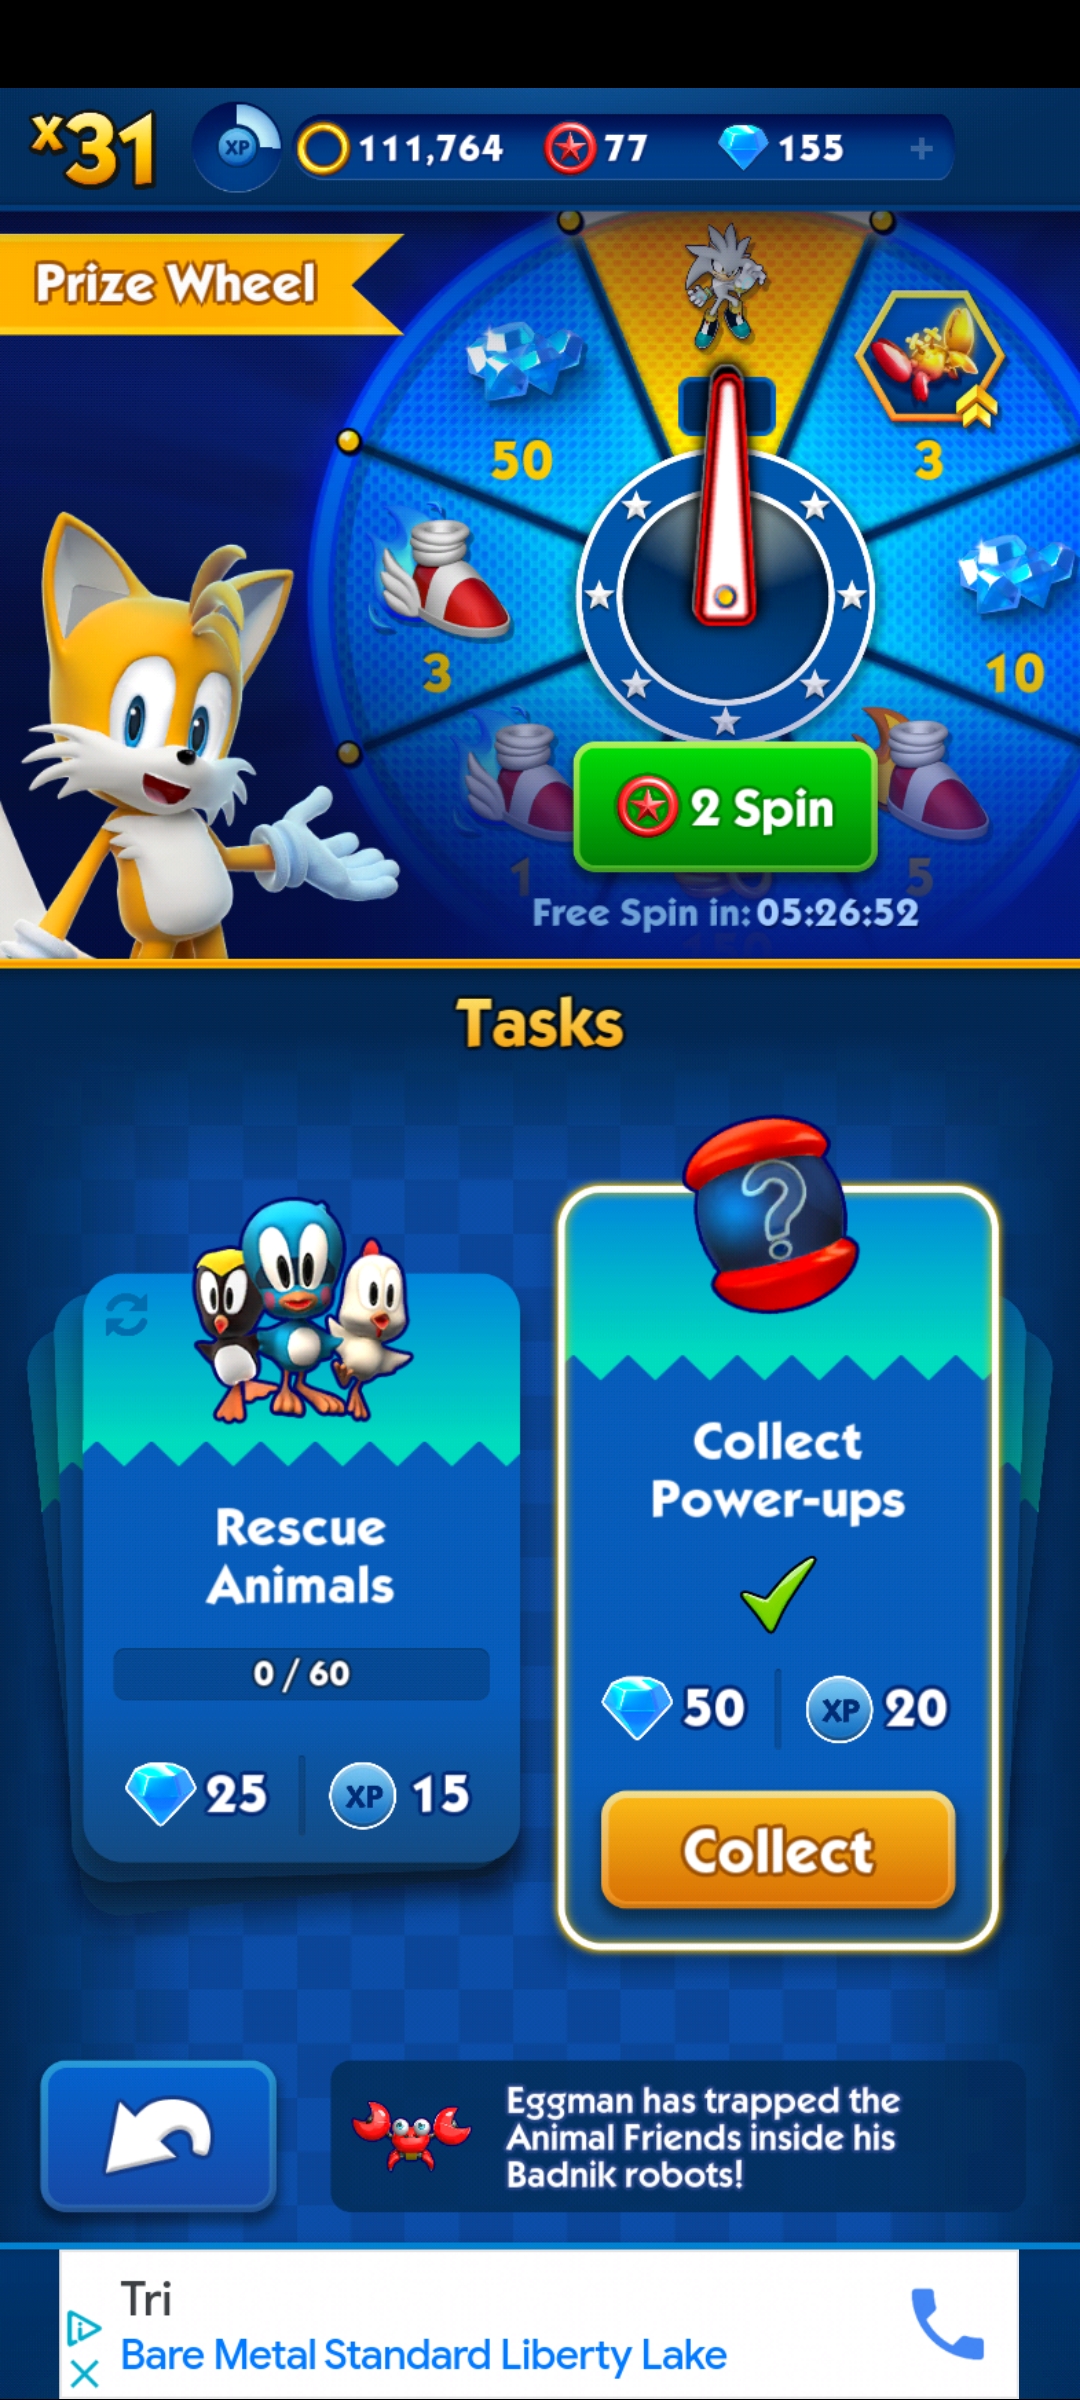 x31
XP
111,764
77
155
Prize Wheel
50
3
3
10
2 Spin
1
5
Free Spin in: 05:26:52
Tasks
Rescue
Animals
0 / 60
25
XP
15
?
Collect
Power-ups
50
XP
20
Collect
Eggman has trapped the
Animal Friends inside his
Badnik robots!
Tri
Bare Metal Standard Liberty Lake